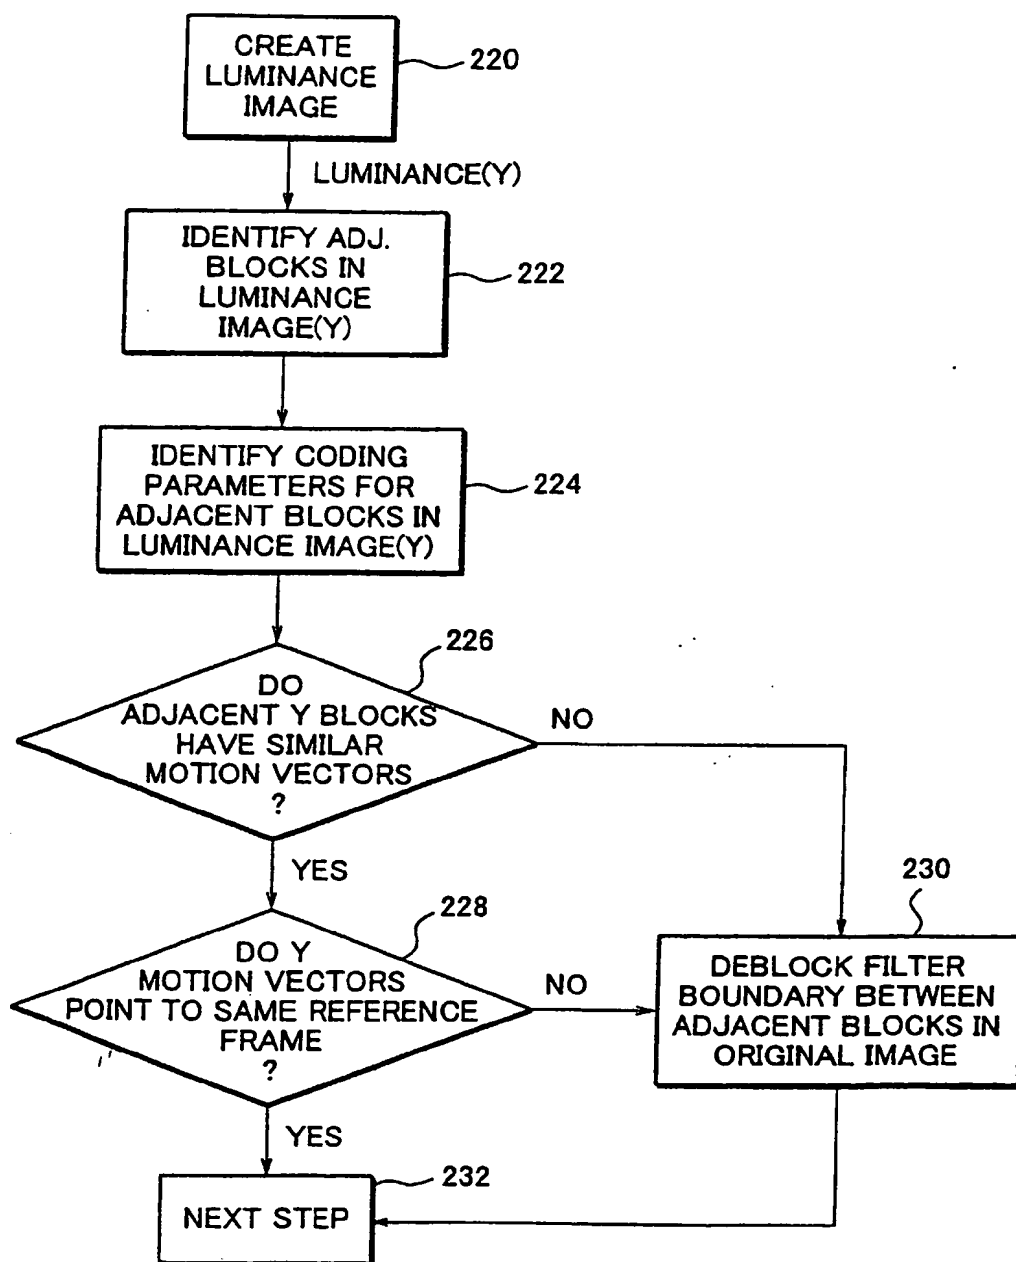 CREATE
LUMINANCE
IMAGE
220
LUMINANCE(Y)
IDENTIFY ADJ.
BLOCKS IN
LUMINANCE
IMAGE(Y)
222
IDENTIFY CODING
PARAMETERS FOR
ADJACENT BLOCKS IN
LUMINANCE IMAGE(Y)
224
226
DO
ADJACENT Y BLOCKS
HAVE SIMILAR
MOTION VECTORS
?
NO
YES
228
DO Y
MOTION VECTORS
POINT TO SAME REFERENCE
FRAME
?
NO
YES
230
DEBLOCK FILTER
BOUNDARY BETWEEN
ADJACENT BLOCKS IN
ORIGINAL IMAGE
232
NEXT STEP